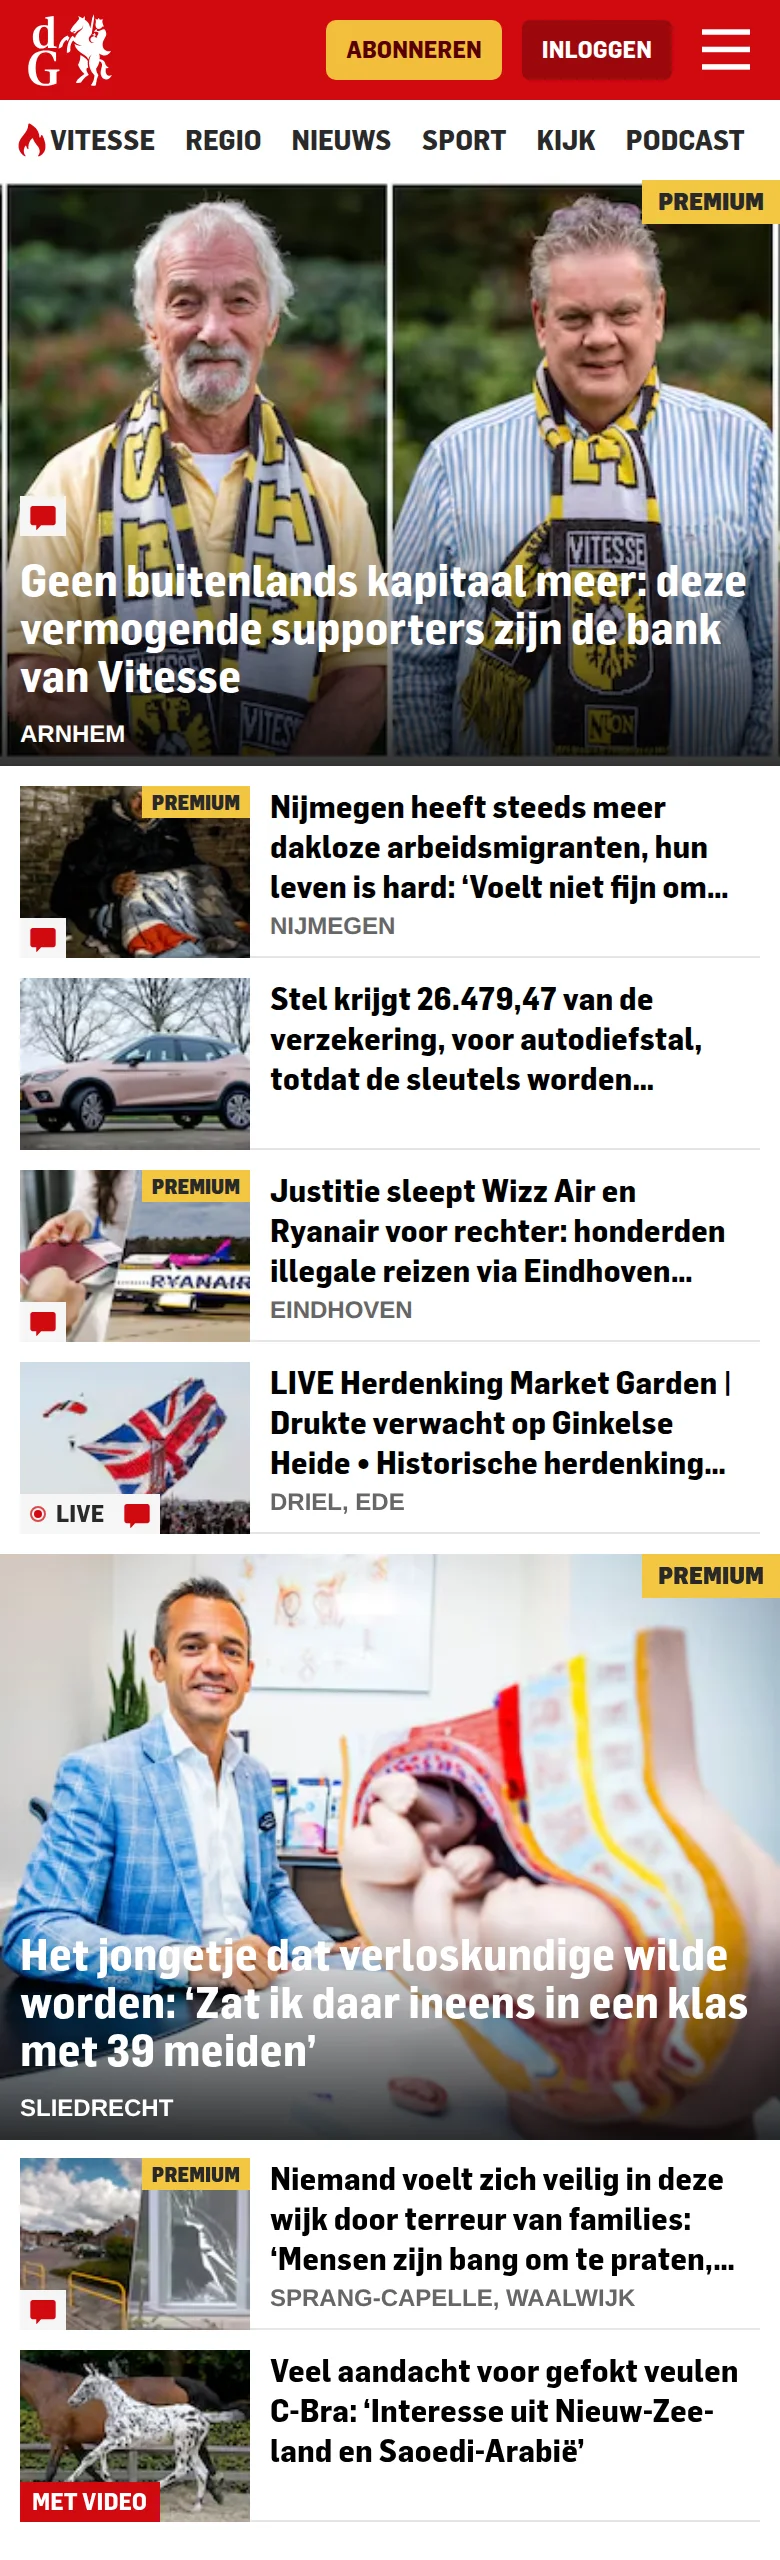 dG
ABONNEREN
INLOGGEN
VITESSE REGIO NIEUWS SPORT KIJK PODCAST
PREMIUM
VITESSE
NON
VITES
Geen buitenlands kapitaal meer: deze
vermogende supporters zijn de bank
van Vitesse
ARNHEM
PREMIUM
Nijmegen heeft steeds meer
dakloze arbeidsmigranten, hun
leven is hard: ‘Voelt niet fijn om...
NIJMEGEN
Stel krijgt 26.479,47 van de
verzekering, voor autodiefstal,
totdat de sleutels worden...
PREMIUM
RYANAIR
Justitie sleept Wizz Air en
Ryanair voor rechter: honderden
illegale reizen via Eindhoven...
EINDHOVEN
LIVE
LIVE Herdenking Market Garden |
Drukte verwacht op Ginkelse
Heide • Historische herdenking...
DRIEL, EDE
PREMIUM
Het jongetje dat verloskundige wilde
worden: ‘Zat ik daar ineens in een klas
met 39 meiden’
SLIEDRECHT
PREMIUM
Niemand voelt zich veilig in deze
wijk door terreur van families:
‘Mensen zijn bang om te praten,...
SPRANG-CAPELLE, WAALWIJK
MET VIDEO
Veel aandacht voor gefokt veulen
C-Bra: ‘Interesse uit Nieuw-Zee-
land en Saoedi-Arabië’